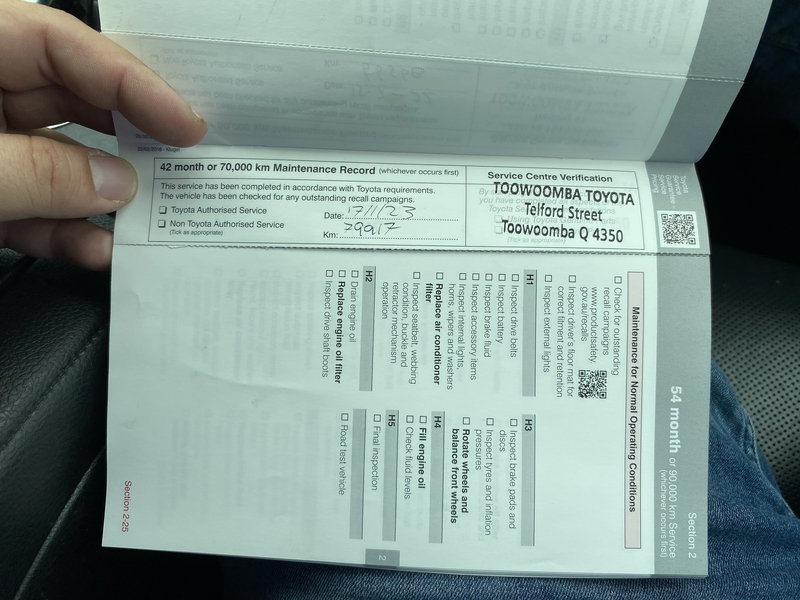 42 month or 70,000 km Maintenance Record (whichever occurs first)
This service has been completed in accordance with Toyota requirements.
The vehicle has been checked for any outstanding recall campaigns.
☐ Toyota Authorised Service
☐ Non Toyota Authorised Service
(Tick as appropriate)
Date: 17/1/23
Km: 79917
Service Centre Verification
TOOWOOMBA TOYOTA
Telford Street
Toowoomba Q 4350
Section 2
54 month or 90,000 km Service
(whichever occurs first)
Maintenance for Normal Operating Conditions
☐ Check for outstanding
recall campaigns
www.productsafety.
gov.au/recalls
☐ Inspect driver's floor mat for
correct fitment and retention
☐ Inspect external lights
H1
☐ Inspect drive belts
☐ Inspect battery
☐ Inspect brake fluid
☐ Inspect accessory items
☐ Inspect internal lights,
horns, wipers and washers
☐ Replace air conditioner
filter
☐ Inspect seatbelt, webbing
condition, buckle and
retractor mechanism
operation
H2
☐ Drain engine oil
☐ Replace engine oil filter
☐ Inspect drive shaft boots
H3
☐ Inspect brake pads and
discs
☐ Inspect tyres and inflation
pressures
☐ Rotate wheels and
balance front wheels
H4
☐ Fill engine oil
☐ Check fluid levels
H5
☐ Final inspection
☐ Road test vehicle
2
Section 2-25